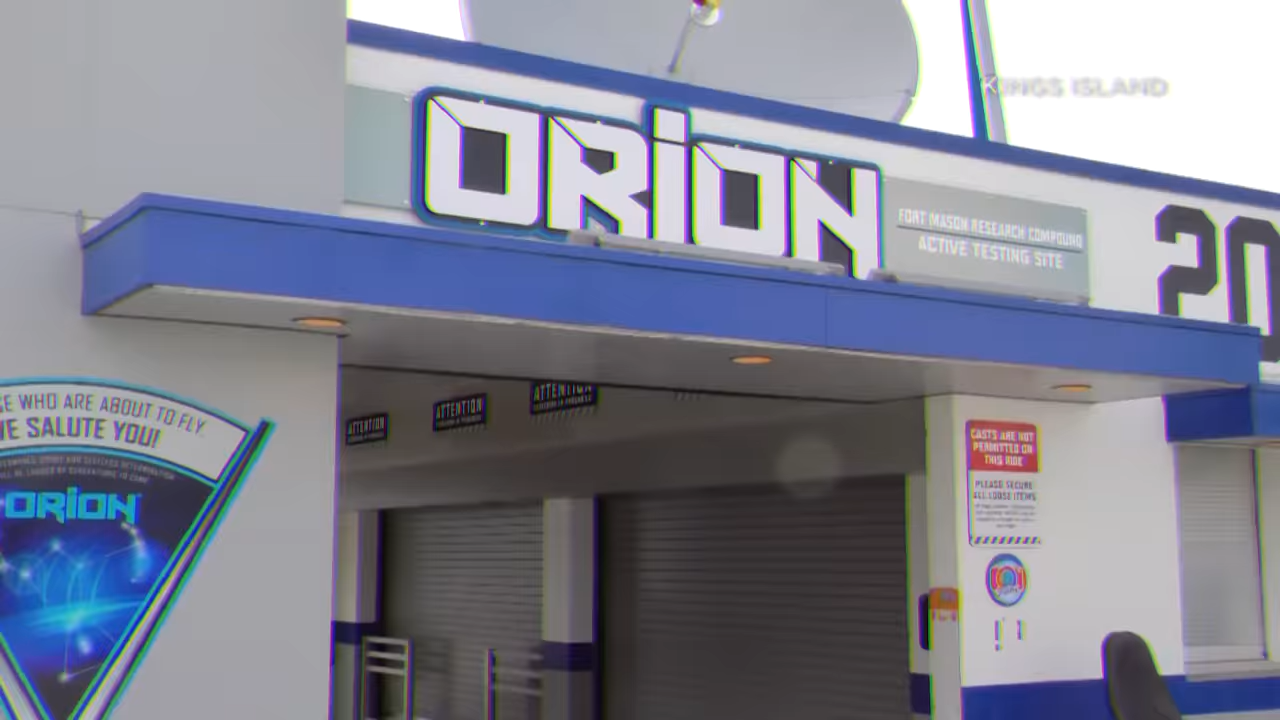 KINGS ISLAND
ORION
FORT MASON RESEARCH COMPOUND
ACTIVE TESTING SITE
20
ATTENTION
ATTENTION
ATTENTION
SE WHO ARE ABOUT TO FLY,
WE SALUTE YOU!
ORION
CASTS ARE NOT
PERMITTED ON
THIS RIDE
PLEASE SECURE
ALL LOOSE ITEMS